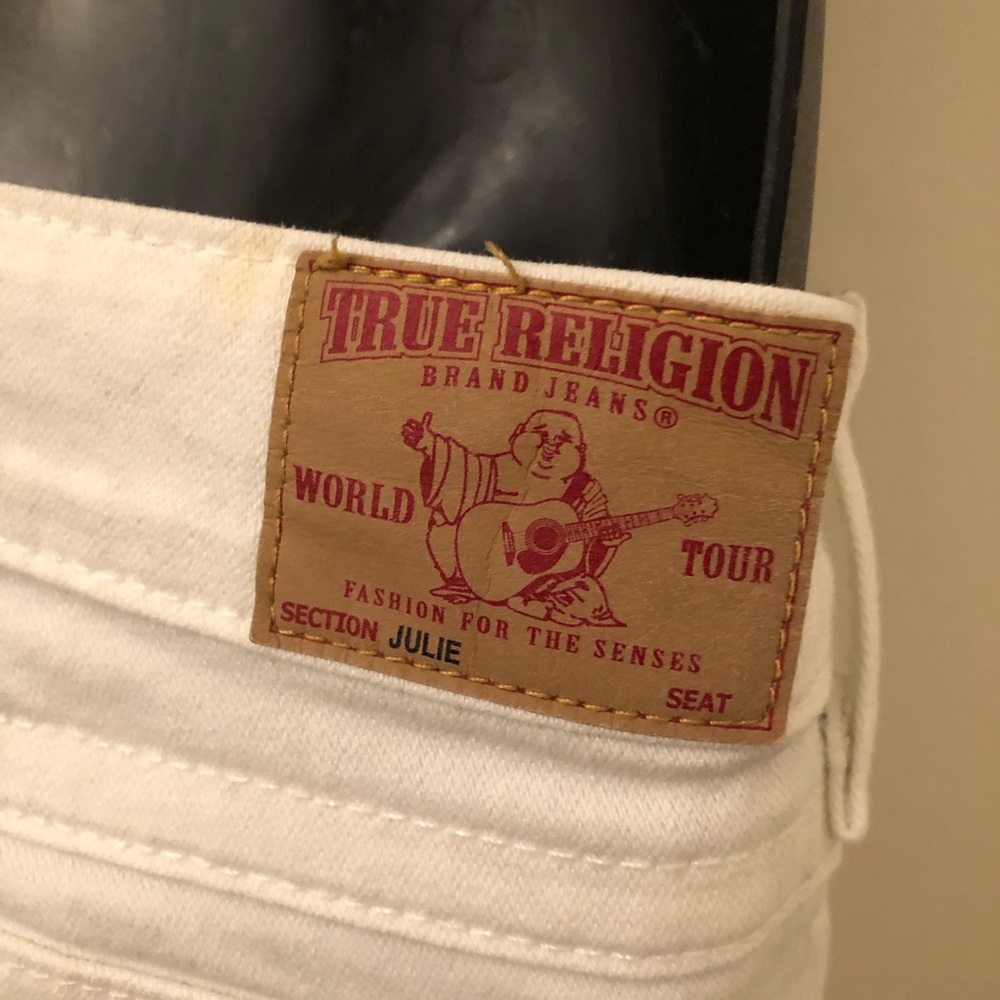 TRUE RELIGION
BRAND JEANS®
WORLD
TOUR
FASHION FOR THE SENSES
SECTION JULIE
SEAT